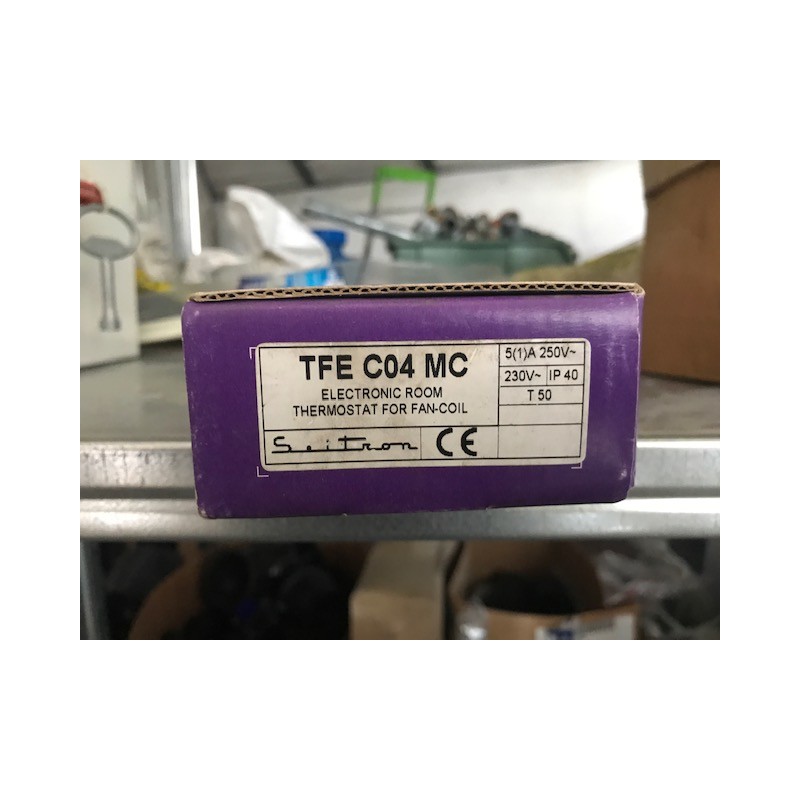 TFE C04 MC
ELECTRONIC ROOM
THERMOSTAT FOR FAN-COIL
Seitron CE
5(1)A 250V~
230V~ IP 40
T 50